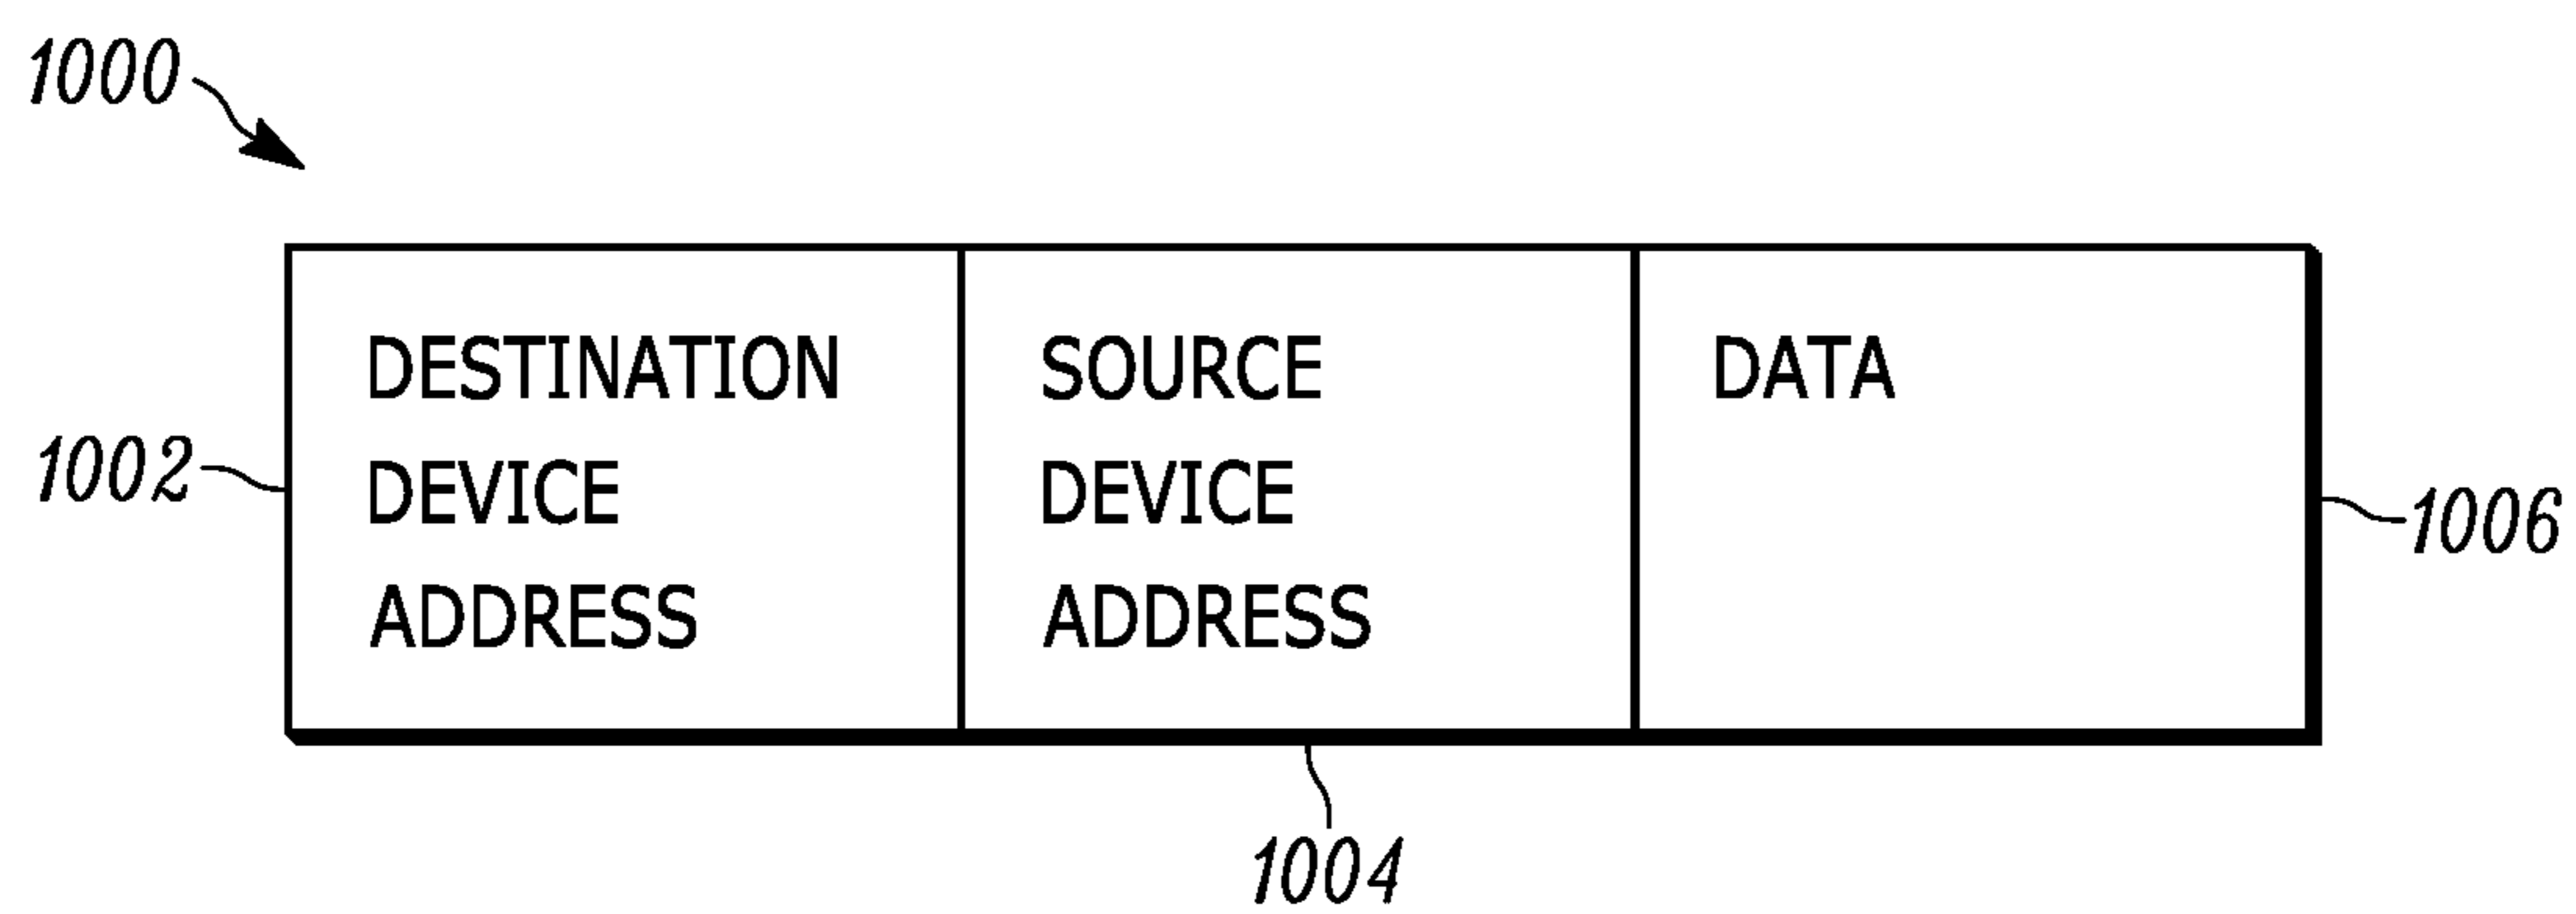 1000
DESTINATION
DEVICE
ADDRESS
SOURCE
DEVICE
ADDRESS
DATA
1002
1006
1004